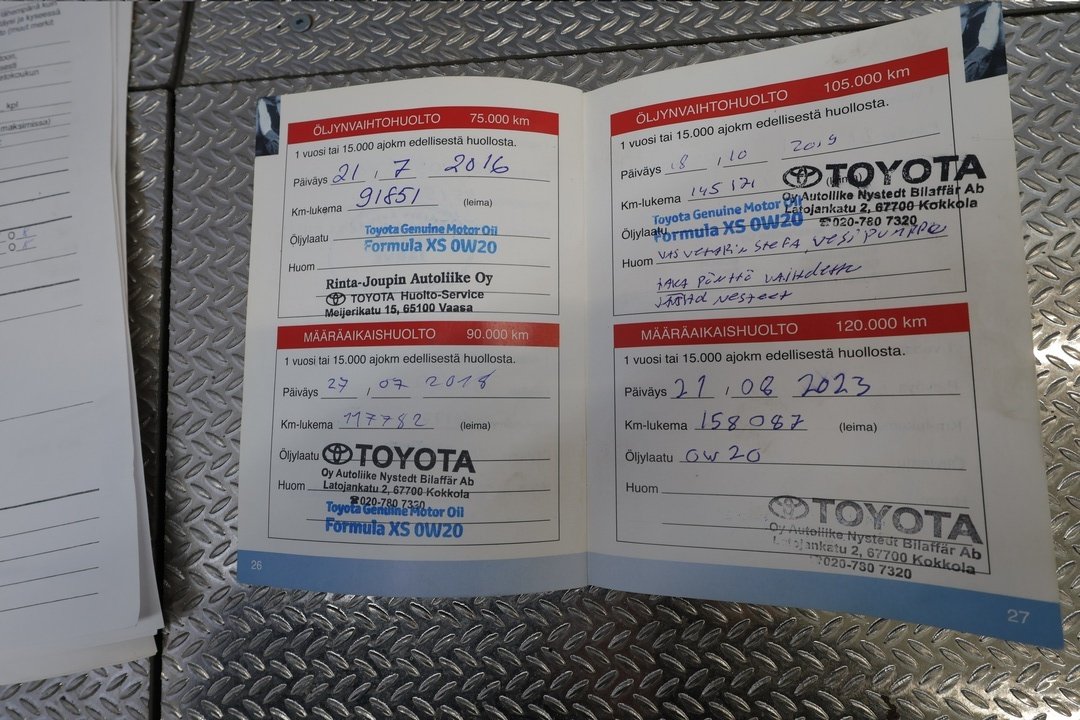 kpl
maksimissa)
ÖLJYNVAIHTOHUOLTO 75.000 km
1 vuosi tai 15.000 ajokm edellisestä huollosta.
Päiväys 21 , 7 2016
Km-lukema 91851 (leima)
Öljylaatu Toyota Genuine Motor Oil
Formula XS 0W20
Huom
Rinta-Joupin Autoliike Oy
TOYOTA Huolto-Service
Meijerikatu 15, 65100 Vaasa
MÄÄRÄAIKAISHUOLTO 90.000 km
1 vuosi tai 15.000 ajokm edellisestä huollosta.
Päiväys 27 , 07 2018
Km-lukema 117782 (leima)
Öljylaatu TOYOTA
Oy Autoliike Nystedt Bilaffär Ab
Huom Latojankatu 2, 67700 Kokkola
☎020-780 7320
Toyota Genuine Motor Oil
Formula XS 0W20
26
ÖLJYNVAIHTOHUOLTO 105.000 km
1 vuosi tai 15.000 ajokm edellisestä huollosta.
Päiväys 18 , 10 2019
TOYOTA
Km-lukema
Oy Autoliike Nystedt Bilaffär Ab
Toyota Genuine Motor Oil
Latojankatu 2, 67700 Kokkola
Öljylaatu Formula XS 0W20
☎020-780 7320
Huom
MÄÄRÄAIKAISHUOLTO 120.000 km
1 vuosi tai 15.000 ajokm edellisestä huollosta.
Päiväys 21 , 08 2023
Km-lukema 158087 (leima)
Öljylaatu 0W20
Huom
TOYOTA
Oy Autoliike Nystedt Bilaffär Ab
Latojankatu 2, 67700 Kokkola
☎020-780 7320
27